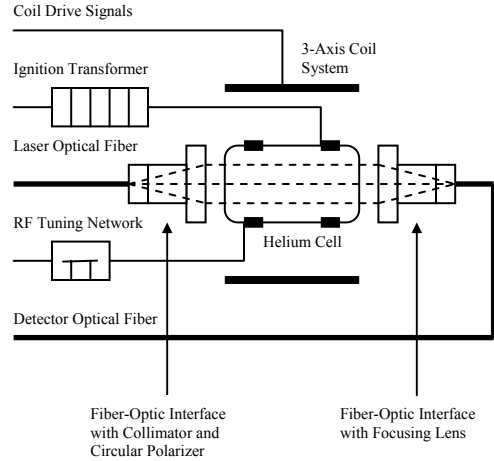 Coil Drive Signals
3-Axis Coil
System
Ignition Transformer
Laser Optical Fiber
RF Tuning Network
Helium Cell
Detector Optical Fiber
Fiber-Optic Interface
with Collimator and
Circular Polarizer
Fiber-Optic Interface
with Focusing Lens